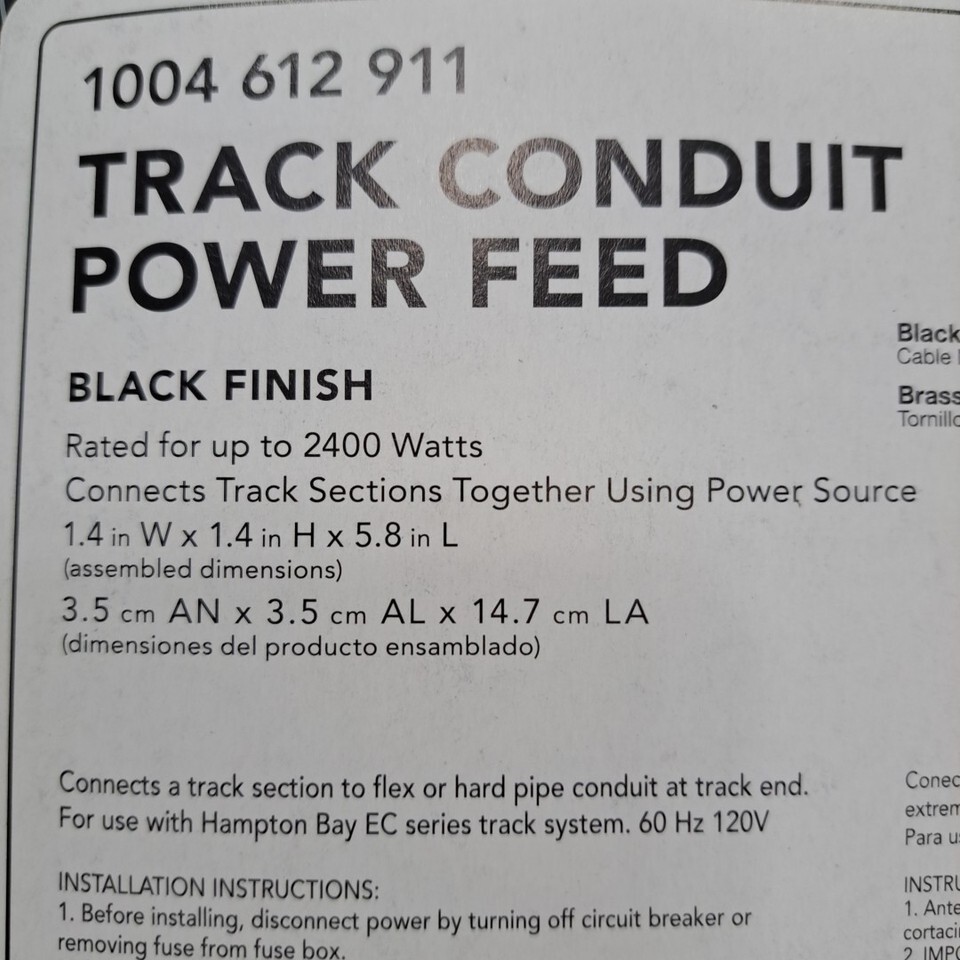 1004 612 911
TRACK CONDUIT
POWER FEED
BLACK FINISH
Rated for up to 2400 Watts
Connects Track Sections Together Using Power Source
1.4 in W x 1.4 in H x 5.8 in L
(assembled dimensions)
3.5 cm AN x 3.5 cm AL x 14.7 cm LA
(dimensiones del producto ensamblado)
Connects a track section to flex or hard pipe conduit at track end.
For use with Hampton Bay EC series track system. 60 Hz 120V
INSTALLATION INSTRUCTIONS:
1. Before installing, disconnect power by turning off circuit breaker or
removing fuse from fuse box.
Black
Cable
Brass
Para
1.
2.